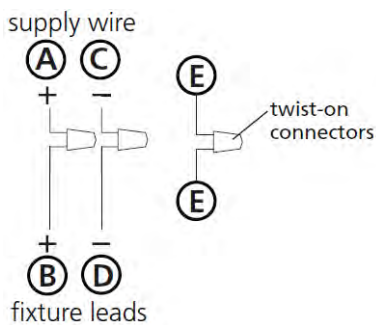 supply wire
A C
+ −
E
twist-on
connectors
E
+ −
B D
fixture leads